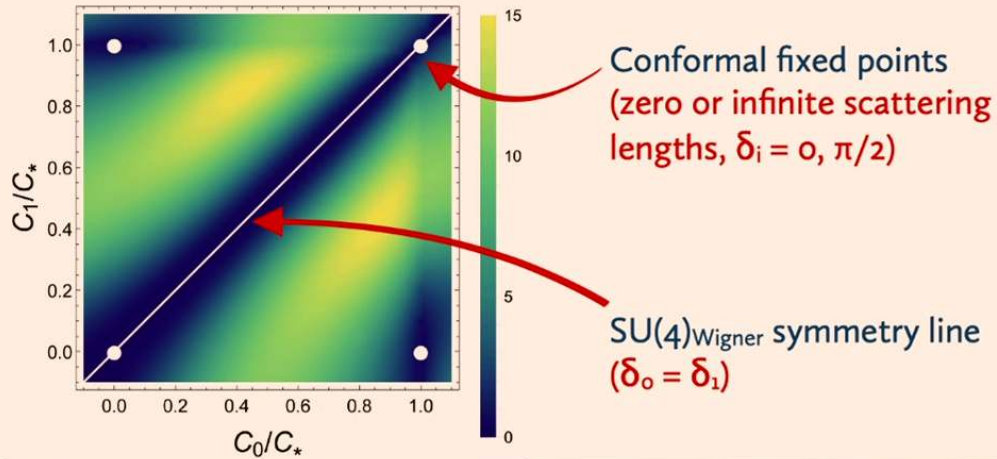 1.0
0.8
0.6
0.4
0.2
0.0
C₁/C*
0.0 0.2 0.4 0.6 0.8 1.0
C₀/C*
15
10
5
0
Conformal fixed points
(zero or infinite scattering
lengths, δᵢ = 0, π/2)
SU(4)Wigner symmetry line
(δ₀ = δ₁)